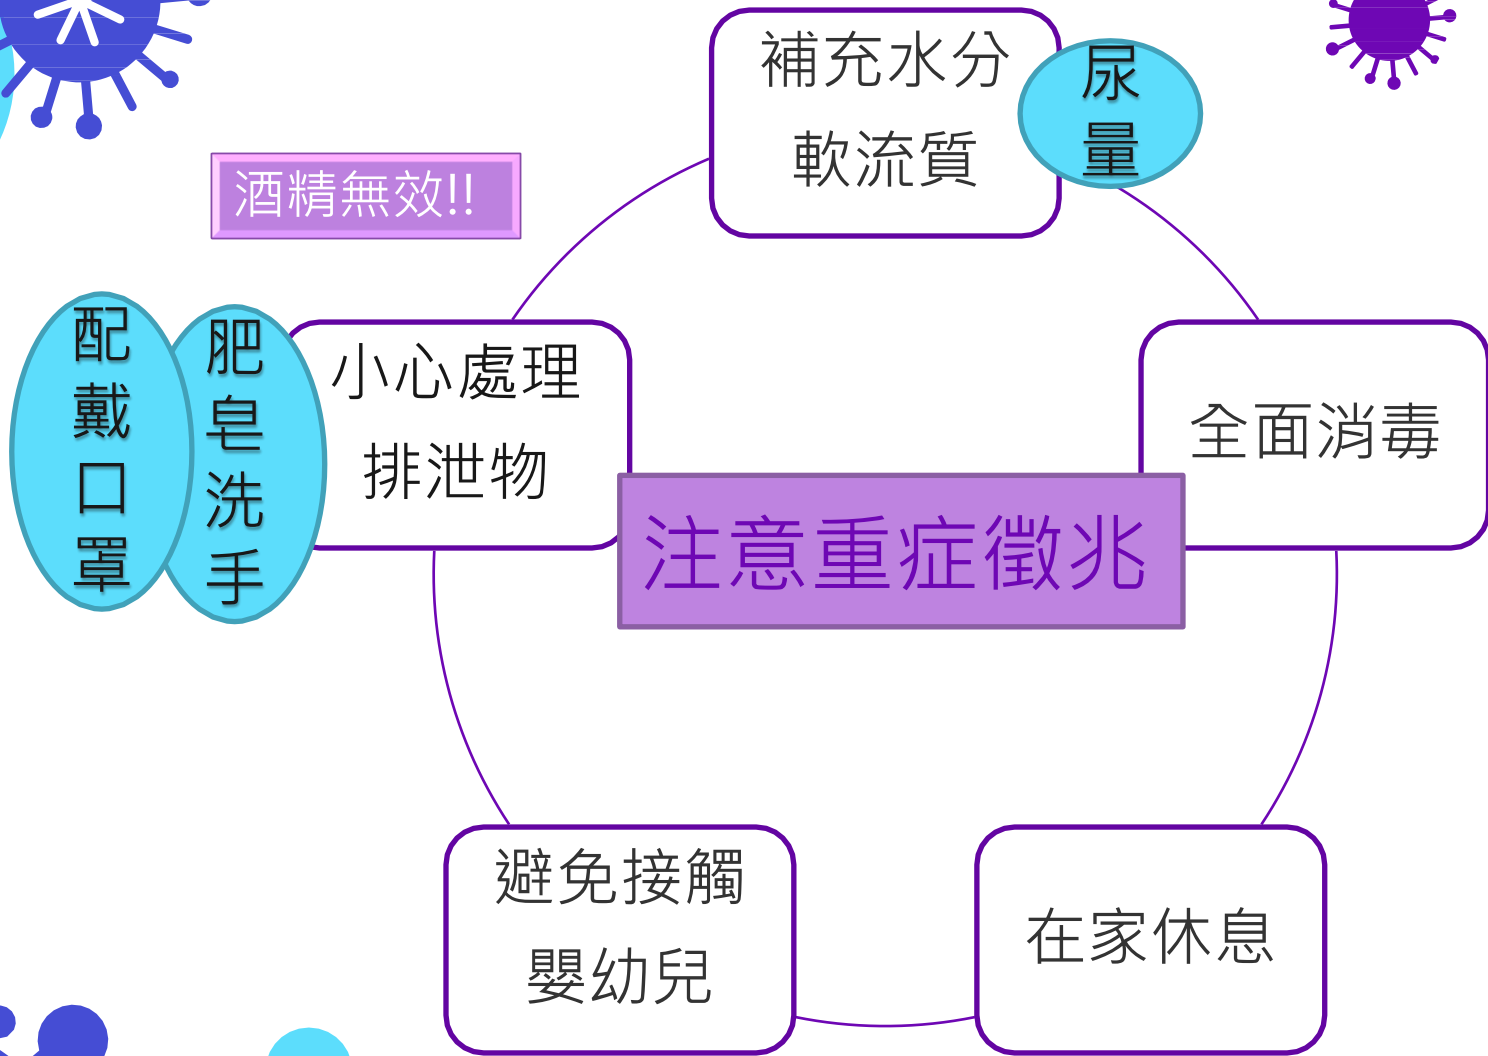 補充水分
軟流質
尿
量
酒精無效!!
配
戴
口
罩
肥
皂
洗
手
小心處理
排泄物
全面消毒
注意重症徵兆
避免接觸
嬰幼兒
在家休息